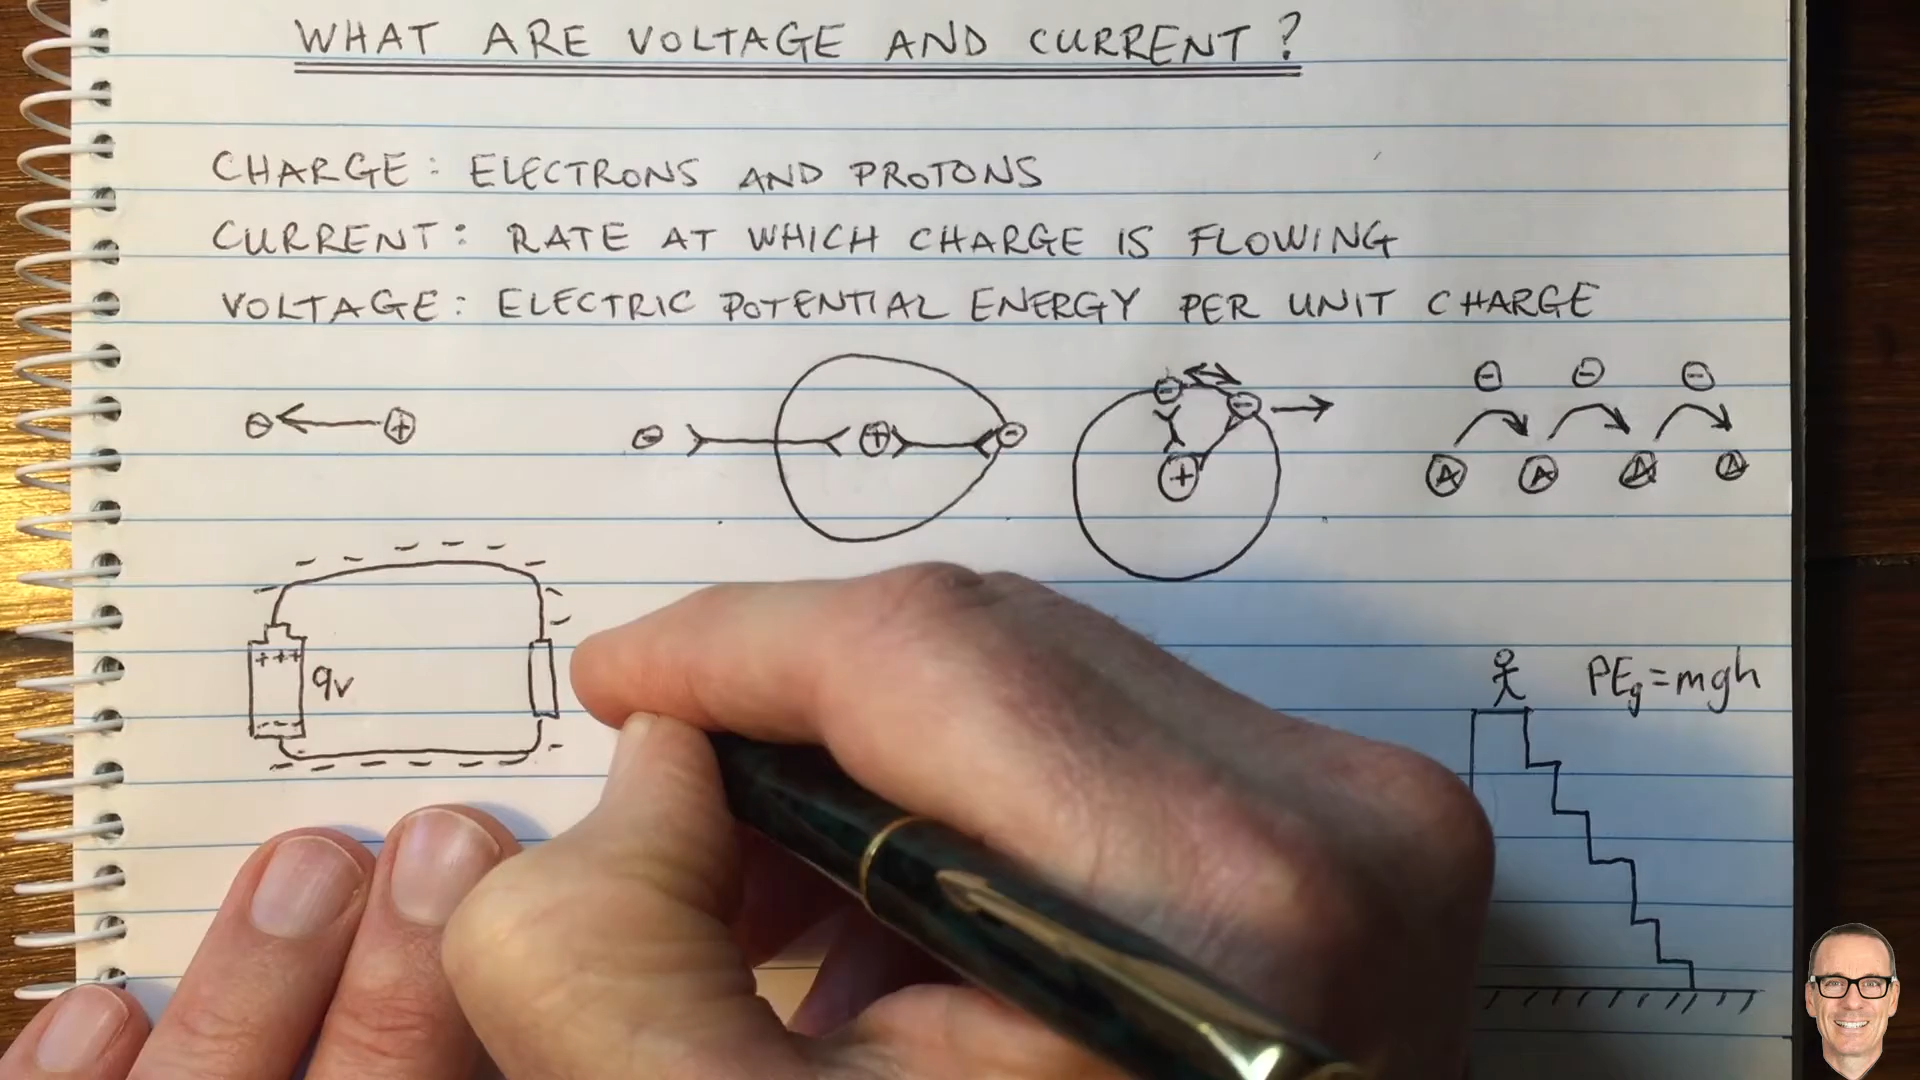 WHAT ARE VOLTAGE AND CURRENT?
CHARGE: ELECTRONS AND PROTONS
CURRENT: RATE AT WHICH CHARGE IS FLOWING
VOLTAGE: ELECTRIC POTENTIAL ENERGY PER UNIT CHARGE
- + - + - - - + - - -
A A A A
+++ 9v
PEg=mgh